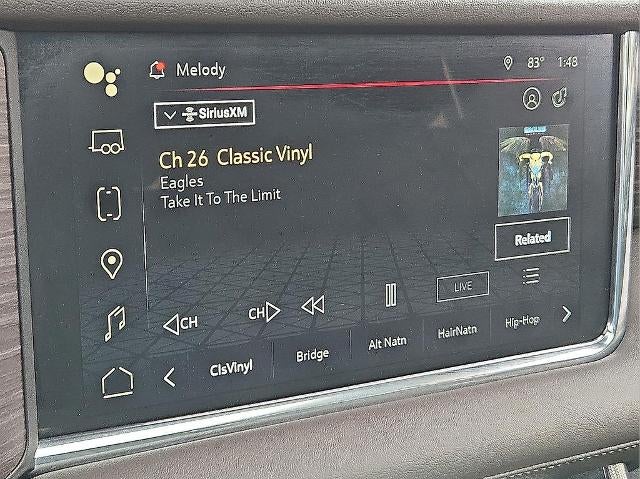 Melody
83° 1:48
SiriusXM
Ch 26 Classic Vinyl
Eagles
Take It To The Limit
EAGLES
Related
CH
CH
LIVE
ClsVinyl
Bridge
Alt Natn
HairNatn
Hip-Hop